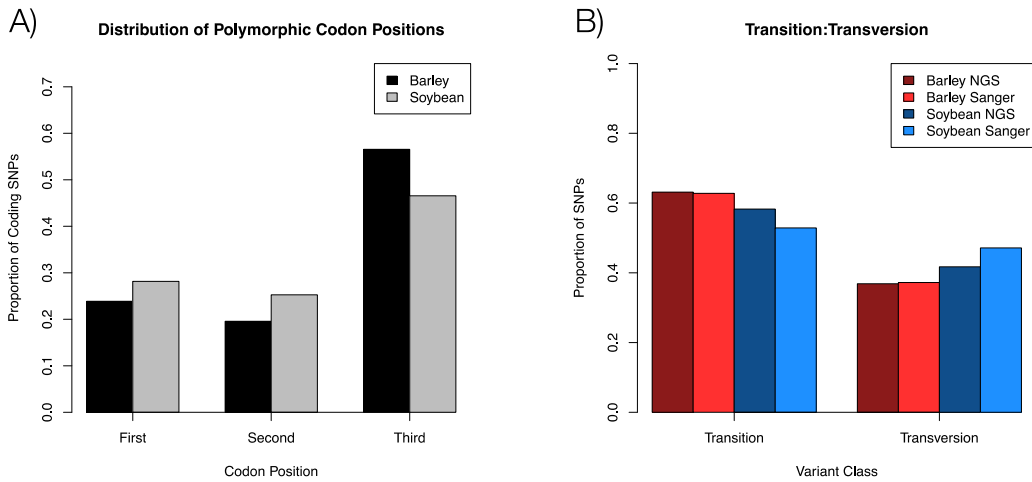 A)
Distribution of Polymorphic Codon Positions
Barley
Soybean
Proportion of Coding SNPs
0.7
0.6
0.5
0.4
0.3
0.2
0.1
0.0
First Second Third
Codon Position
B)
Transition:Transversion
Barley NGS
Barley Sanger
Soybean NGS
Soybean Sanger
Proportion of SNPs
1.0
0.8
0.6
0.4
0.2
0.0
Transition Transversion
Variant Class